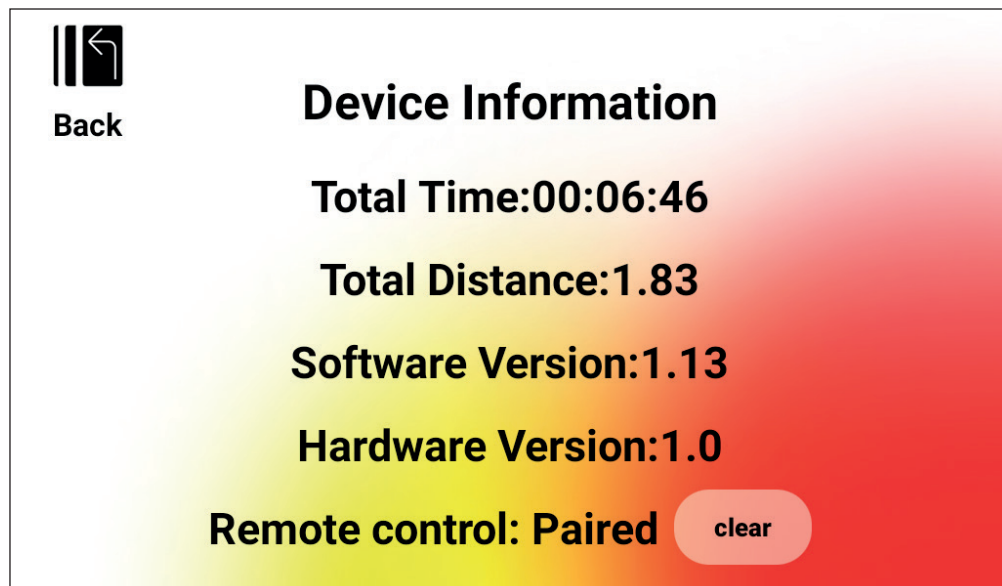 Back
Device Information
Total Time:00:06:46
Total Distance:1.83
Software Version:1.13
Hardware Version:1.0
Remote control: Paired clear